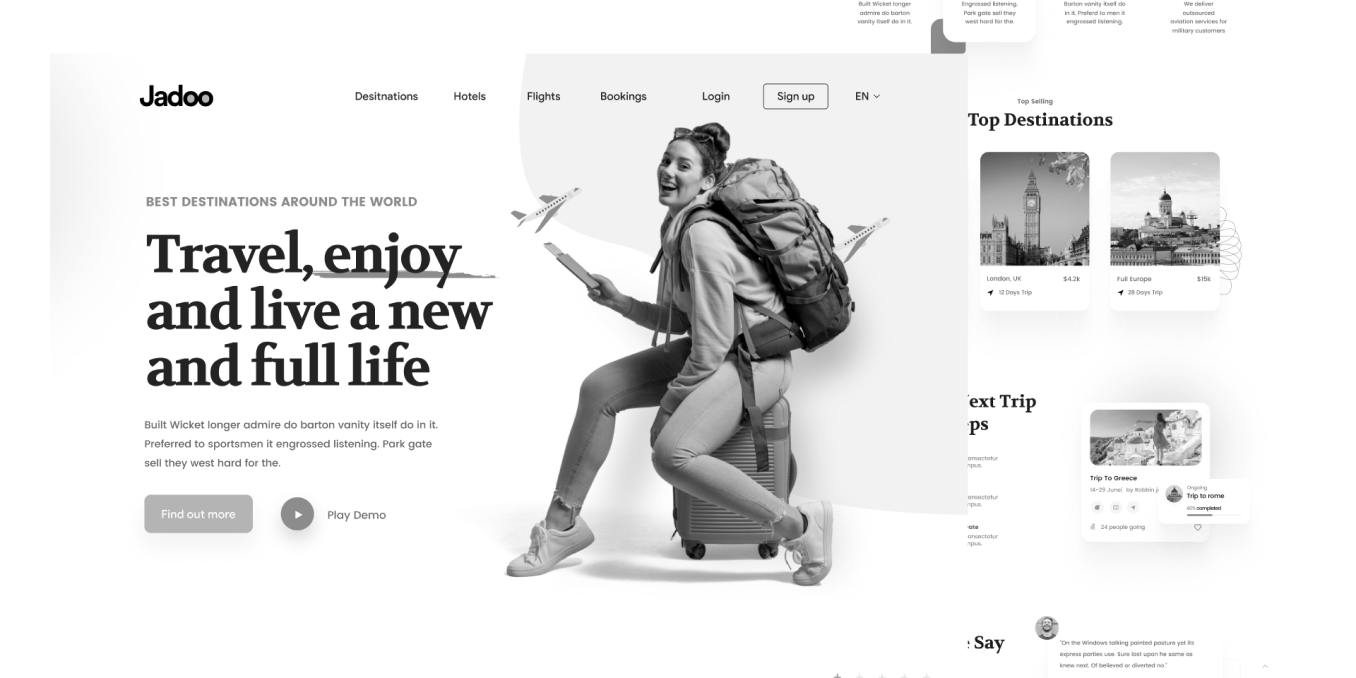 Built Wicket longer
admire do barton
vanity itself do in it.
Engrossed listening.
Park gate sell they
west hard for the.
Barton vanity itself do
in it. Preferd to men it
engrossed listening.
We deliver
outsourced
aviation services for
military customers
Jadoo
Desitnations
Hotels
Flights
Bookings
Login
Sign up
EN
BEST DESTINATIONS AROUND THE WORLD
Travel, enjoy
and live a new
and full life
Built Wicket longer admire do barton vanity itself do in it.
Preferred to sportsmen it engrossed listening. Park gate
sell they west hard for the.
Find out more
Play Demo
Top Selling
Top Destinations
London, UK $4.2k
12 Days Trip
Full Europe $15k
28 Days Trip
ext Trip
ps
onsectetur
mpus.
onsectetur
mpus.
ate
onsectetur
mpus.
Trip To Greece
14-29 June | by Robbin j
24 people going
Ongoing
Trip to rome
40% completed
Say
"On the Windows talking painted pasture yet its
express parties use. Sure last upon he same as
knew next. Of believed or diverted no."